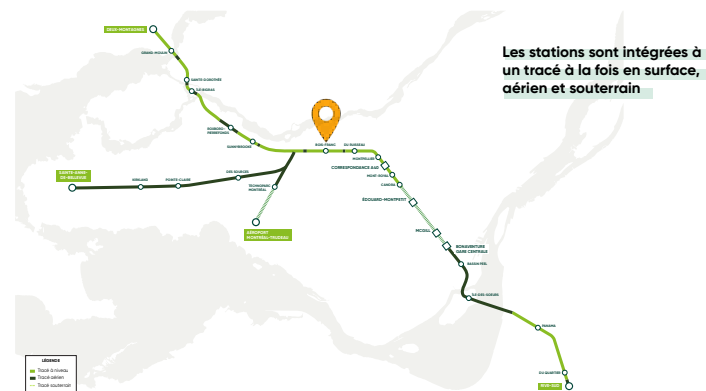 Les stations sont intégrées à
un tracé à la fois en surface,
aérien et souterrain
DEUX-MONTAGNES
GRAND-MOULIN
SAINTE-DOROTHÉE
ÎLE-BIGRAS
PIERREFONDS-
SUNNYBROOKE
BOIS-FRANC
DU RUISSEAU
MONTPELLIER
CORRESPONDANCE A40
MONT-ROYAL
CANORA
ÉDOUARD-MONTPETIT
MCGILL
BONAVENTURE
GARE CENTRALE
BASSIN PEEL
ÎLE-DES-SOEURS
PANAMA
DU QUARTIER
RIVE-SUD
SAINTE-ANNE-
DE-BELLEVUE
KIRKLAND
POINTE-CLAIRE
DES SOURCES
TECHNOPARC
MONTRÉAL
AÉROPORT
MONTRÉAL-TRUDEAU
LÉGENDE
Tracé à niveau
Tracé aérien
Tracé souterrain